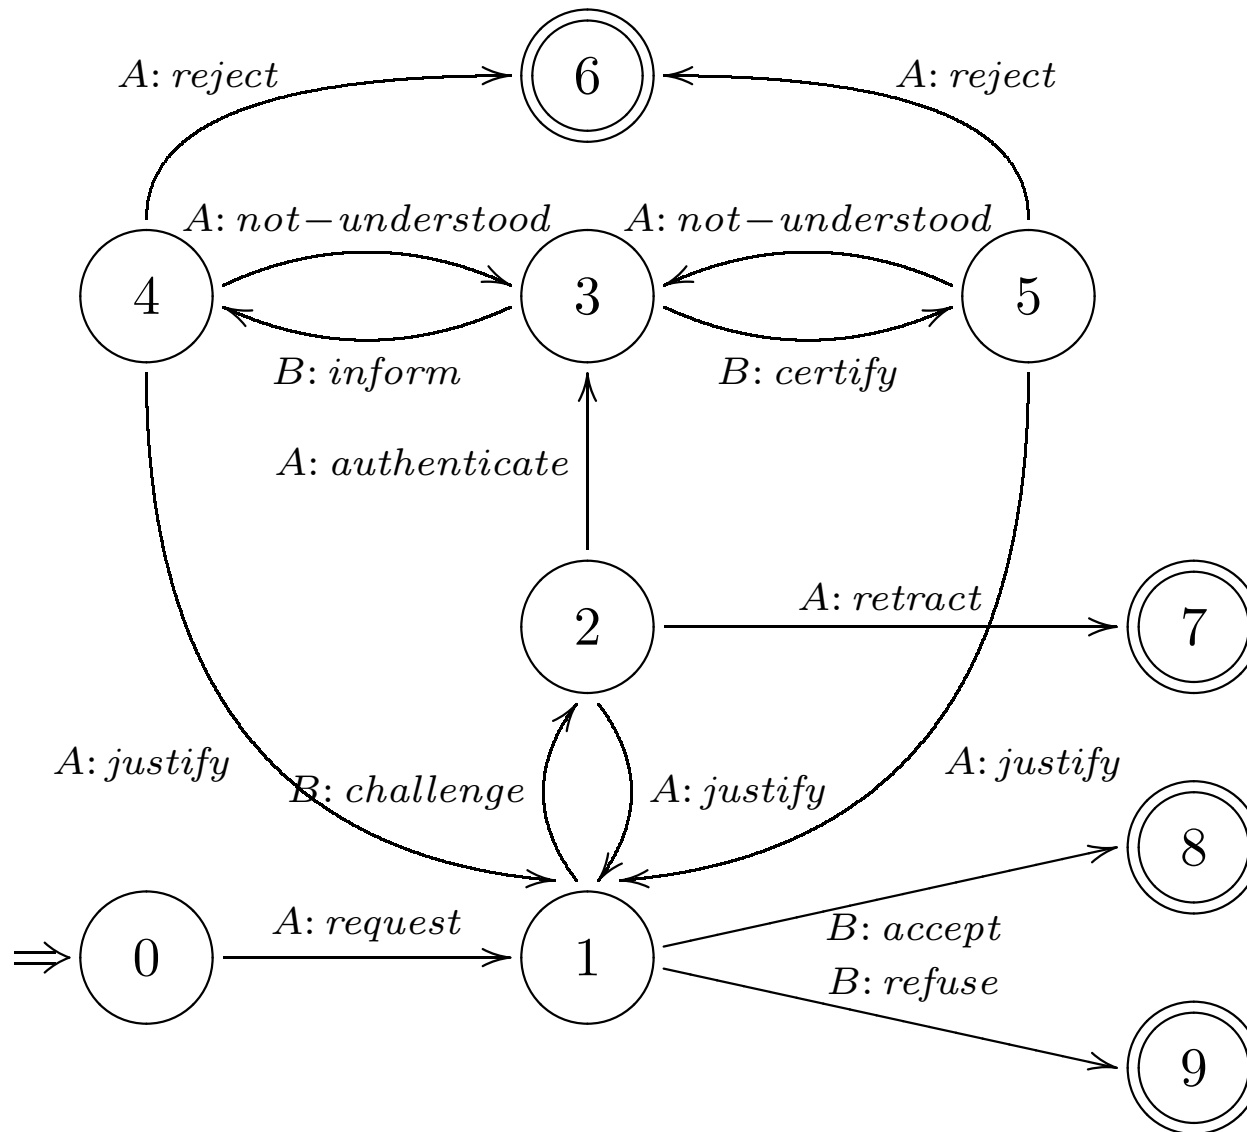 A: reject
6
A: reject
A: not−understood
A: not−understood
4
3
5
B: inform
B: certify
A: authenticate
A: retract
2
7
A: justify
B: challenge
A: justify
A: justify
8
A: request
B: accept
0
1
B: refuse
9